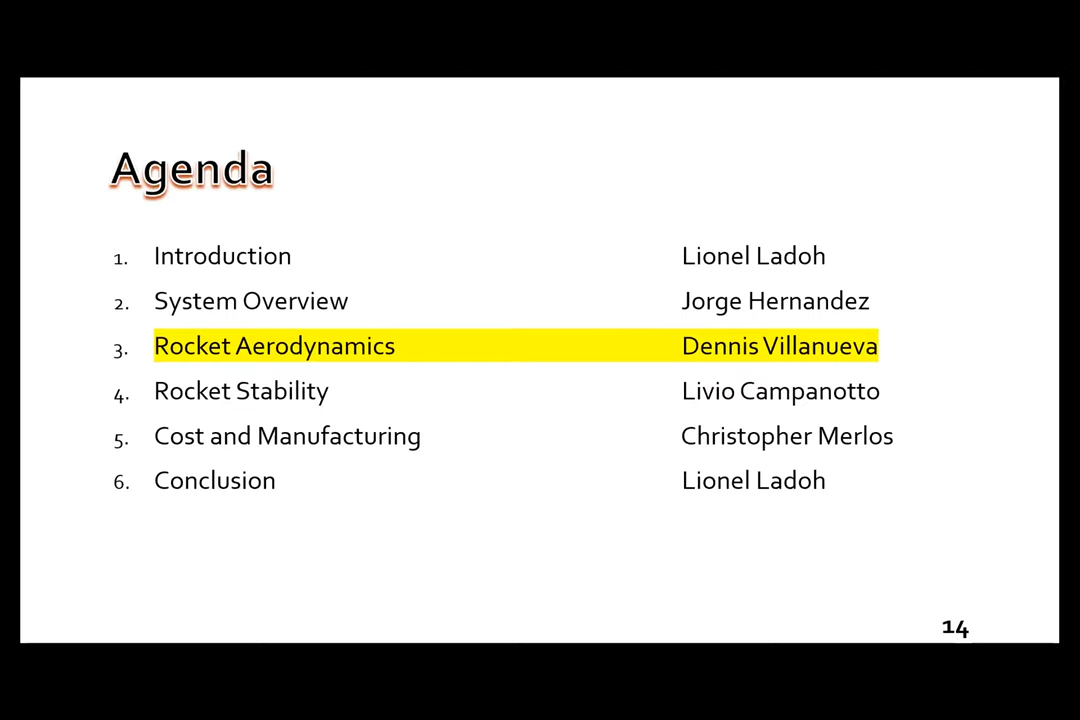 Agenda
1. Introduction Lionel Ladoh
2. System Overview Jorge Hernandez
3. Rocket Aerodynamics Dennis Villanueva
4. Rocket Stability Livio Campanotto
5. Cost and Manufacturing Christopher Merlos
6. Conclusion Lionel Ladoh
14